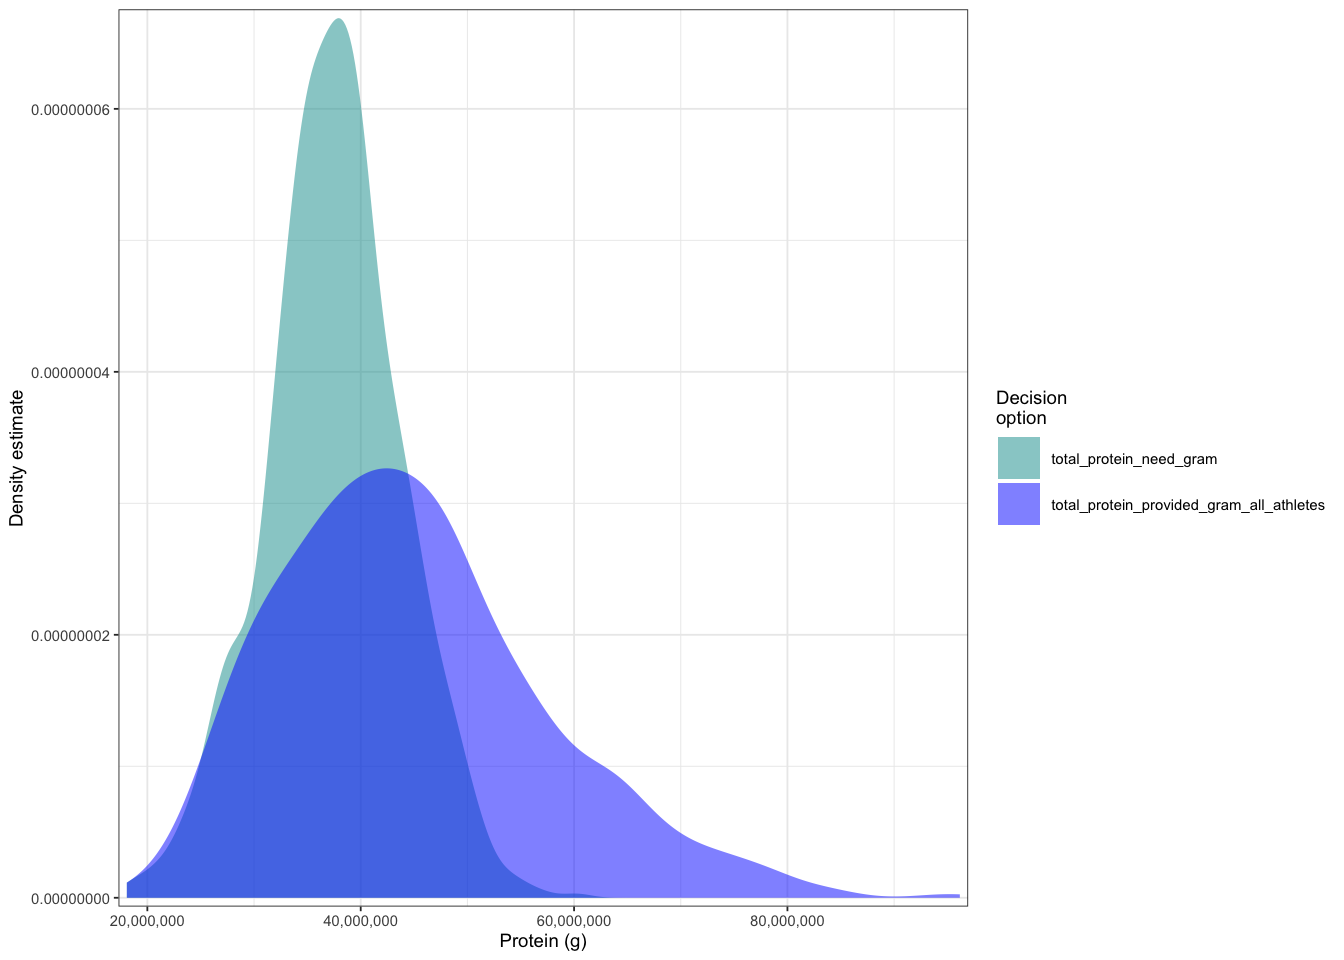 0.00000006
0.00000004
0.00000002
0.00000000
Density estimate
20,000,000
40,000,000
60,000,000
80,000,000
Protein (g)
Decision
option
total_protein_need_gram
total_protein_provided_gram_all_athletes